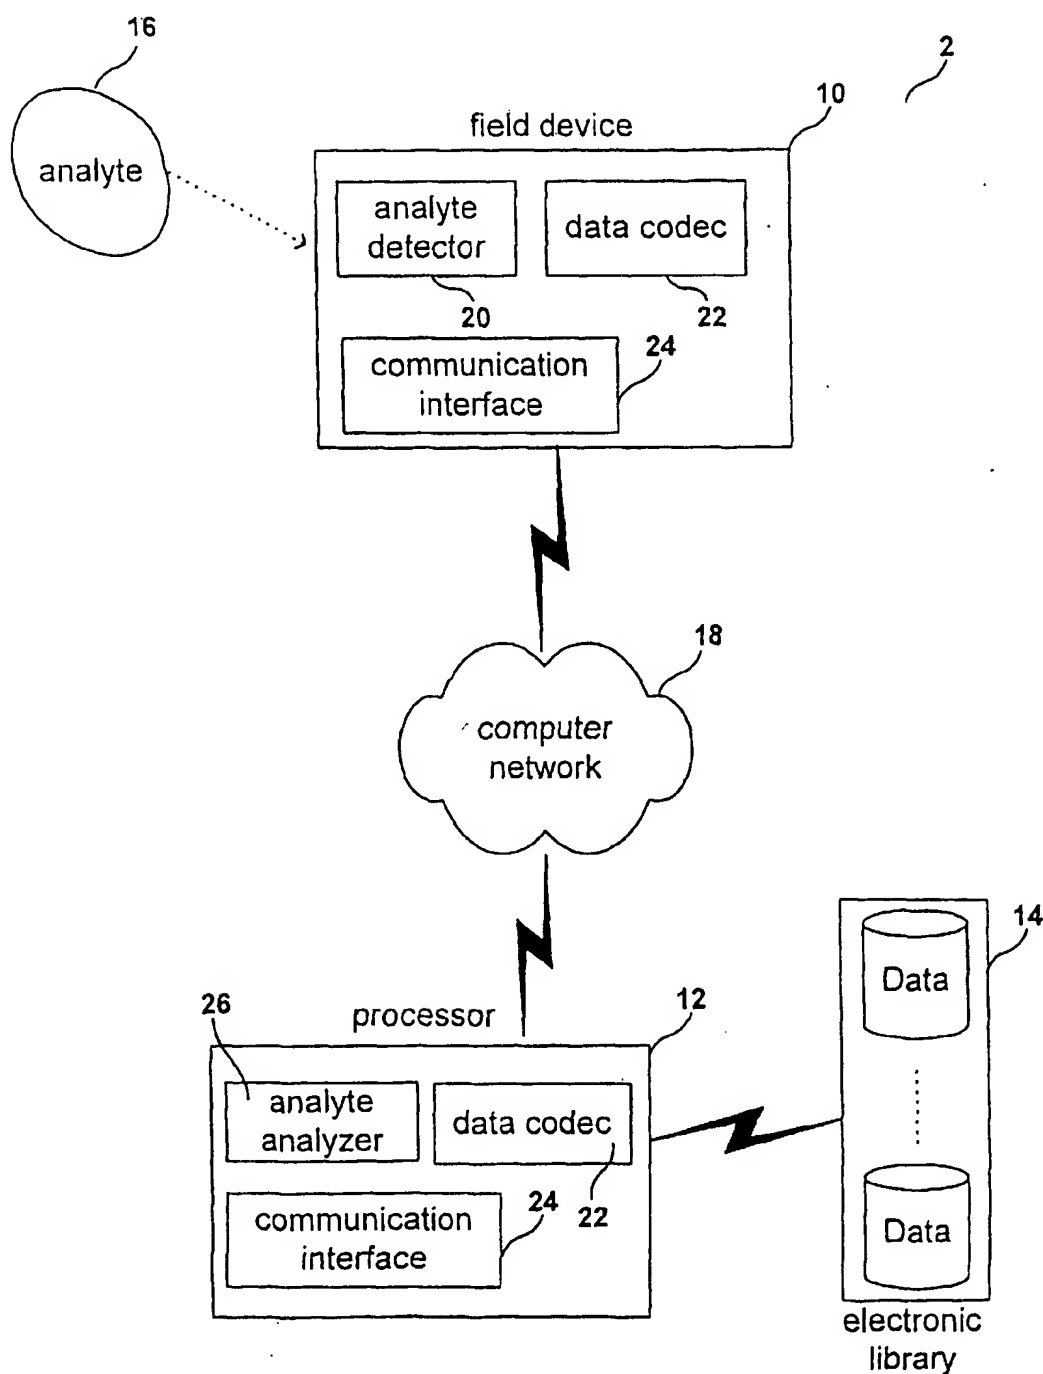 16
2
10
field device
analyte
analyte
detector
data codec
20
22
communication
interface
24
18
computer
network
14
Data
26
processor
12
analyte
analyzer
data codec
22
communication
interface
24
Data
electronic
library